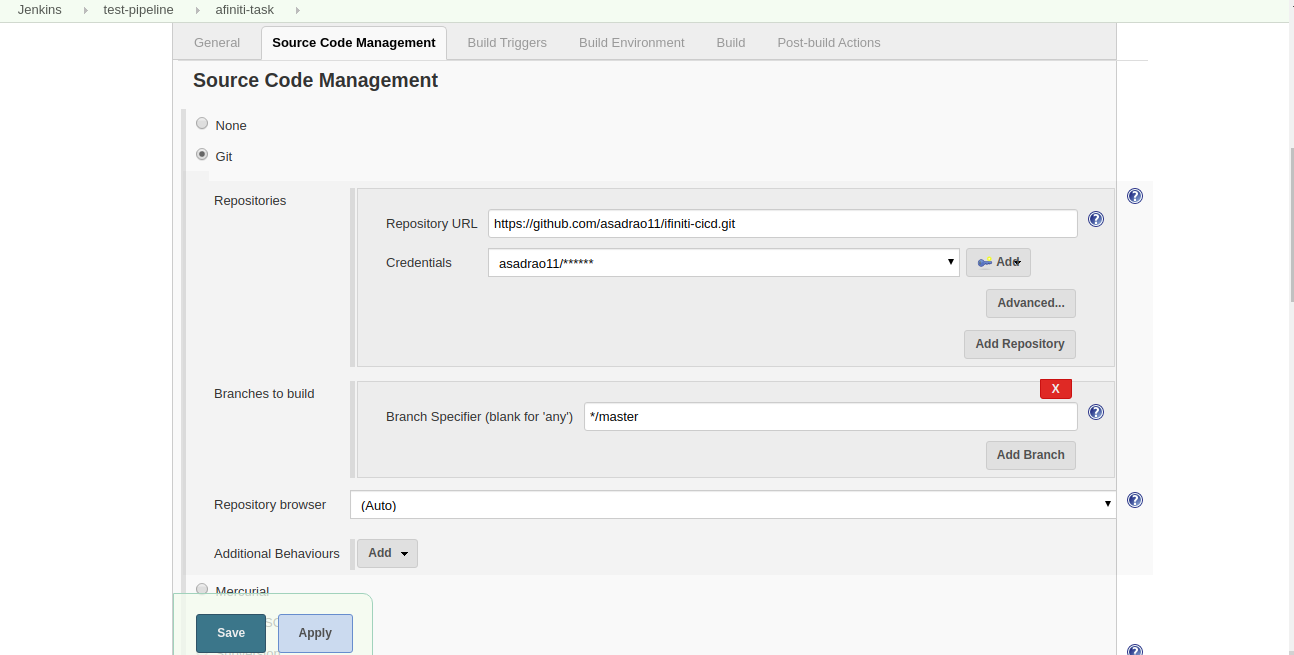 Jenkins test-pipeline afiniti-task
General Source Code Management Build Triggers Build Environment Build Post-build Actions
Source Code Management
None
Git
Repositories
Repository URL https://github.com/asadrao11/ifiniti-cicd.git
Credentials asadrao11/****** Add
Advanced...
Add Repository
Branches to build
X
Branch Specifier (blank for 'any') */master
Add Branch
Repository browser (Auto)
Additional Behaviours Add
Mercurial
Save Apply